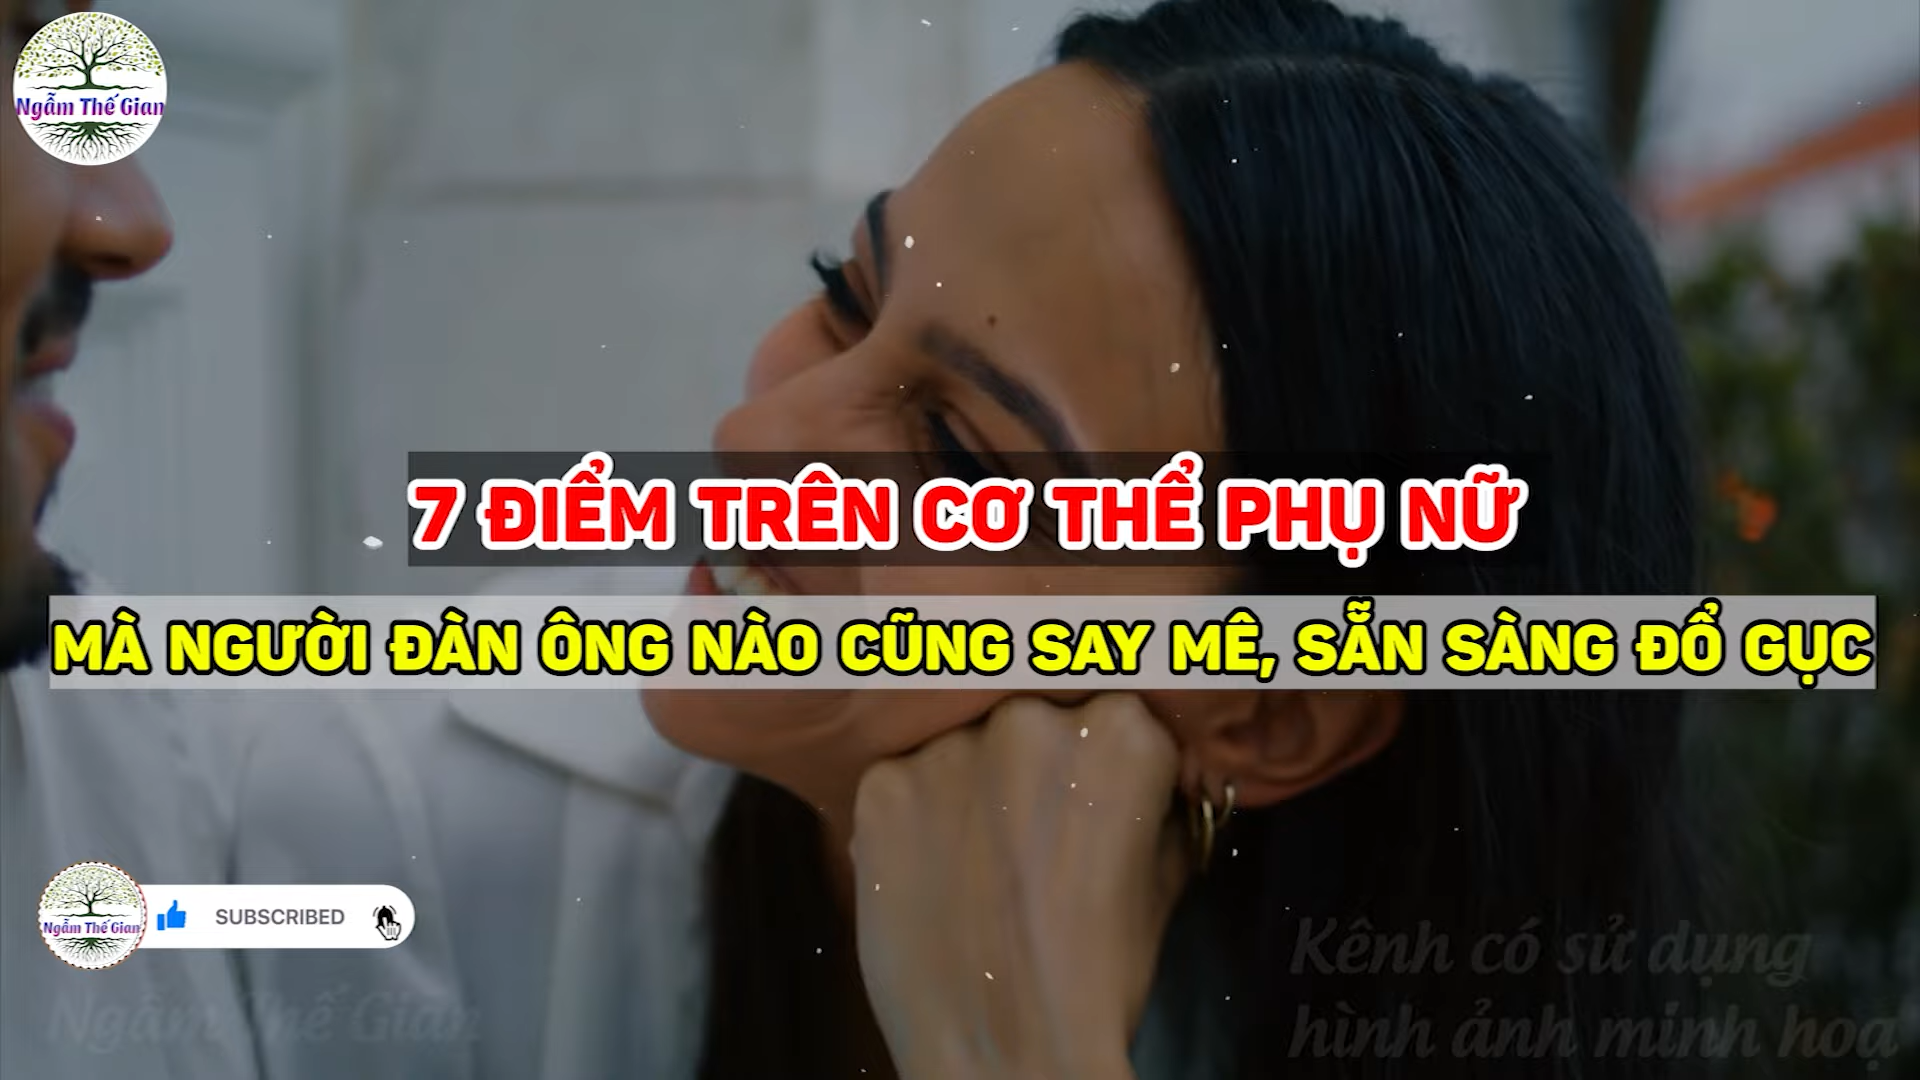 Ngẫm Thế Gian
7 ĐIỂM TRÊN CƠ THỂ PHỤ NỮ
MÀ NGƯỜI ĐÀN ÔNG NÀO CŨNG SAY MÊ, SẴN SÀNG ĐỔ GỤC
Ngẫm Thế Gian
SUBSCRIBED
Kênh có sử dụng
hình ảnh minh hoạ
Ngẫm Thế Gian